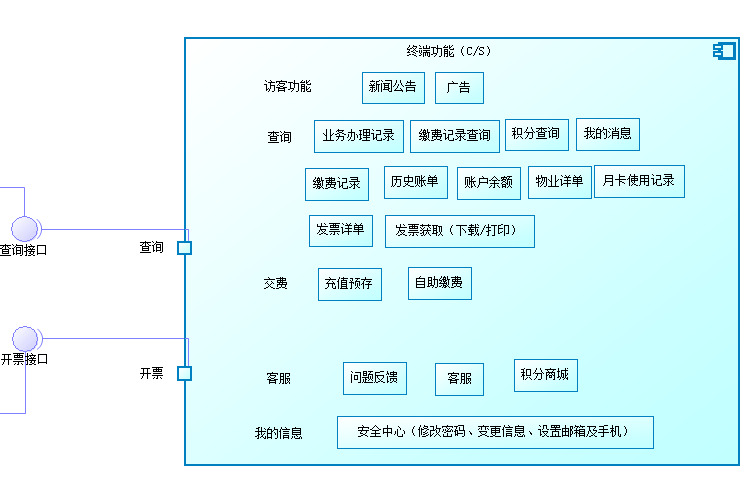 终端功能（C/S）
访客功能
新闻公告
广告
查询
业务办理记录
缴费记录查询
积分查询
我的消息
缴费记录
历史账单
账户余额
物业详单
月卡使用记录
发票详单
发票获取（下载/打印）
查询接口
查询
交费
充值预存
自助缴费
开票接口
开票
客服
问题反馈
客服
积分商城
我的信息
安全中心（修改密码、变更信息、设置邮箱及手机）